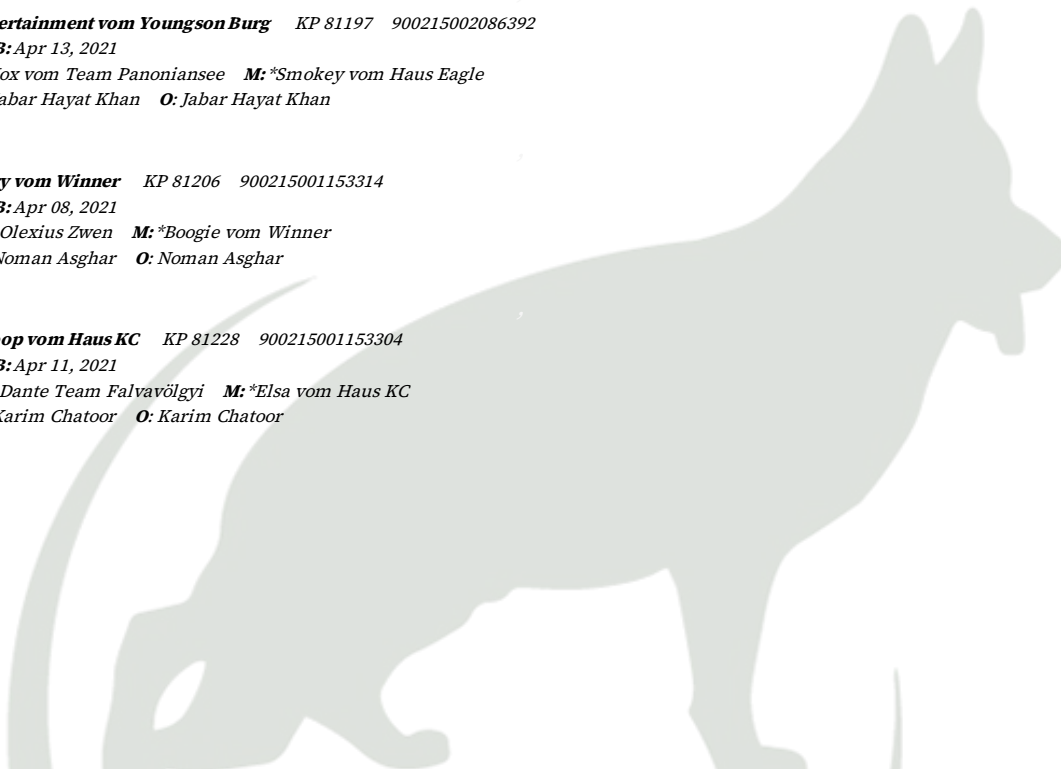 ertainment vom Youngson Burg KP 81197 900215002086392
B: Apr 13, 2021
ox vom Team Panoniansee M: *Smokey vom Haus Eagle
abar Hayat Khan O: Jabar Hayat Khan
y vom Winner KP 81206 900215001153314
B: Apr 08, 2021
Olexius Zwen M: *Boogie vom Winner
Noman Asghar O: Noman Asghar
op vom Haus KC KP 81228 900215001153304
B: Apr 11, 2021
Dante Team Falvavölgyi M: *Elsa vom Haus KC
Karim Chatoor O: Karim Chatoor